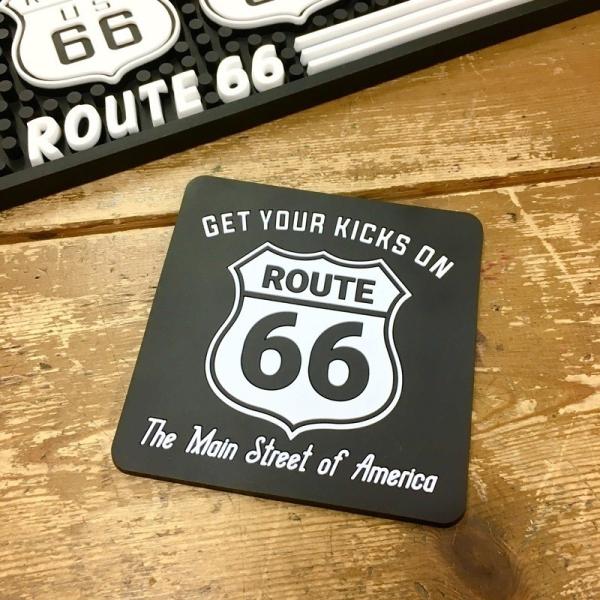 US
66
ROUTE 66
GET YOUR KICKS ON
ROUTE
66
The Main Street of America